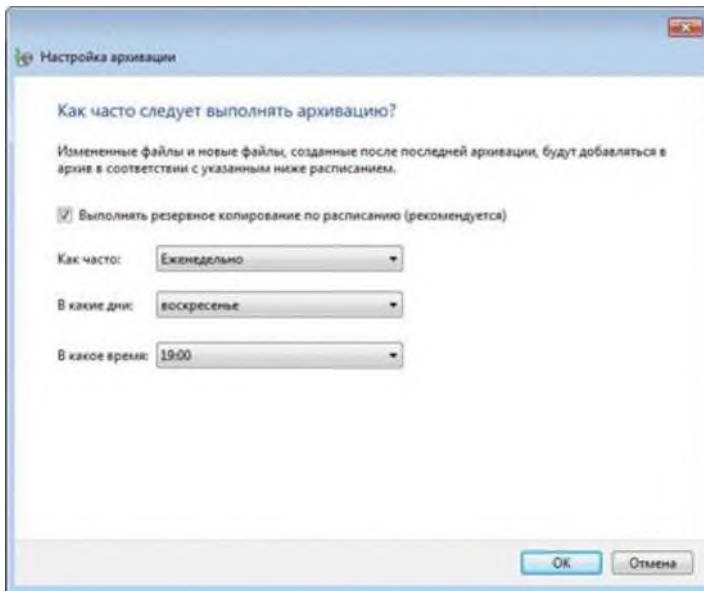 Настройка архивации
Как часто следует выполнять архивацию?
Измененные файлы и новые файлы, созданные после последней архивации, будут добавляться в
архив в соответствии с указанным ниже расписанием.
Выполнять резервное копирование по расписанию (рекомендуется)
Как часто: Еженедельно
В какие дни: воскресенье
В какое время: 19:00
ОК Отмена